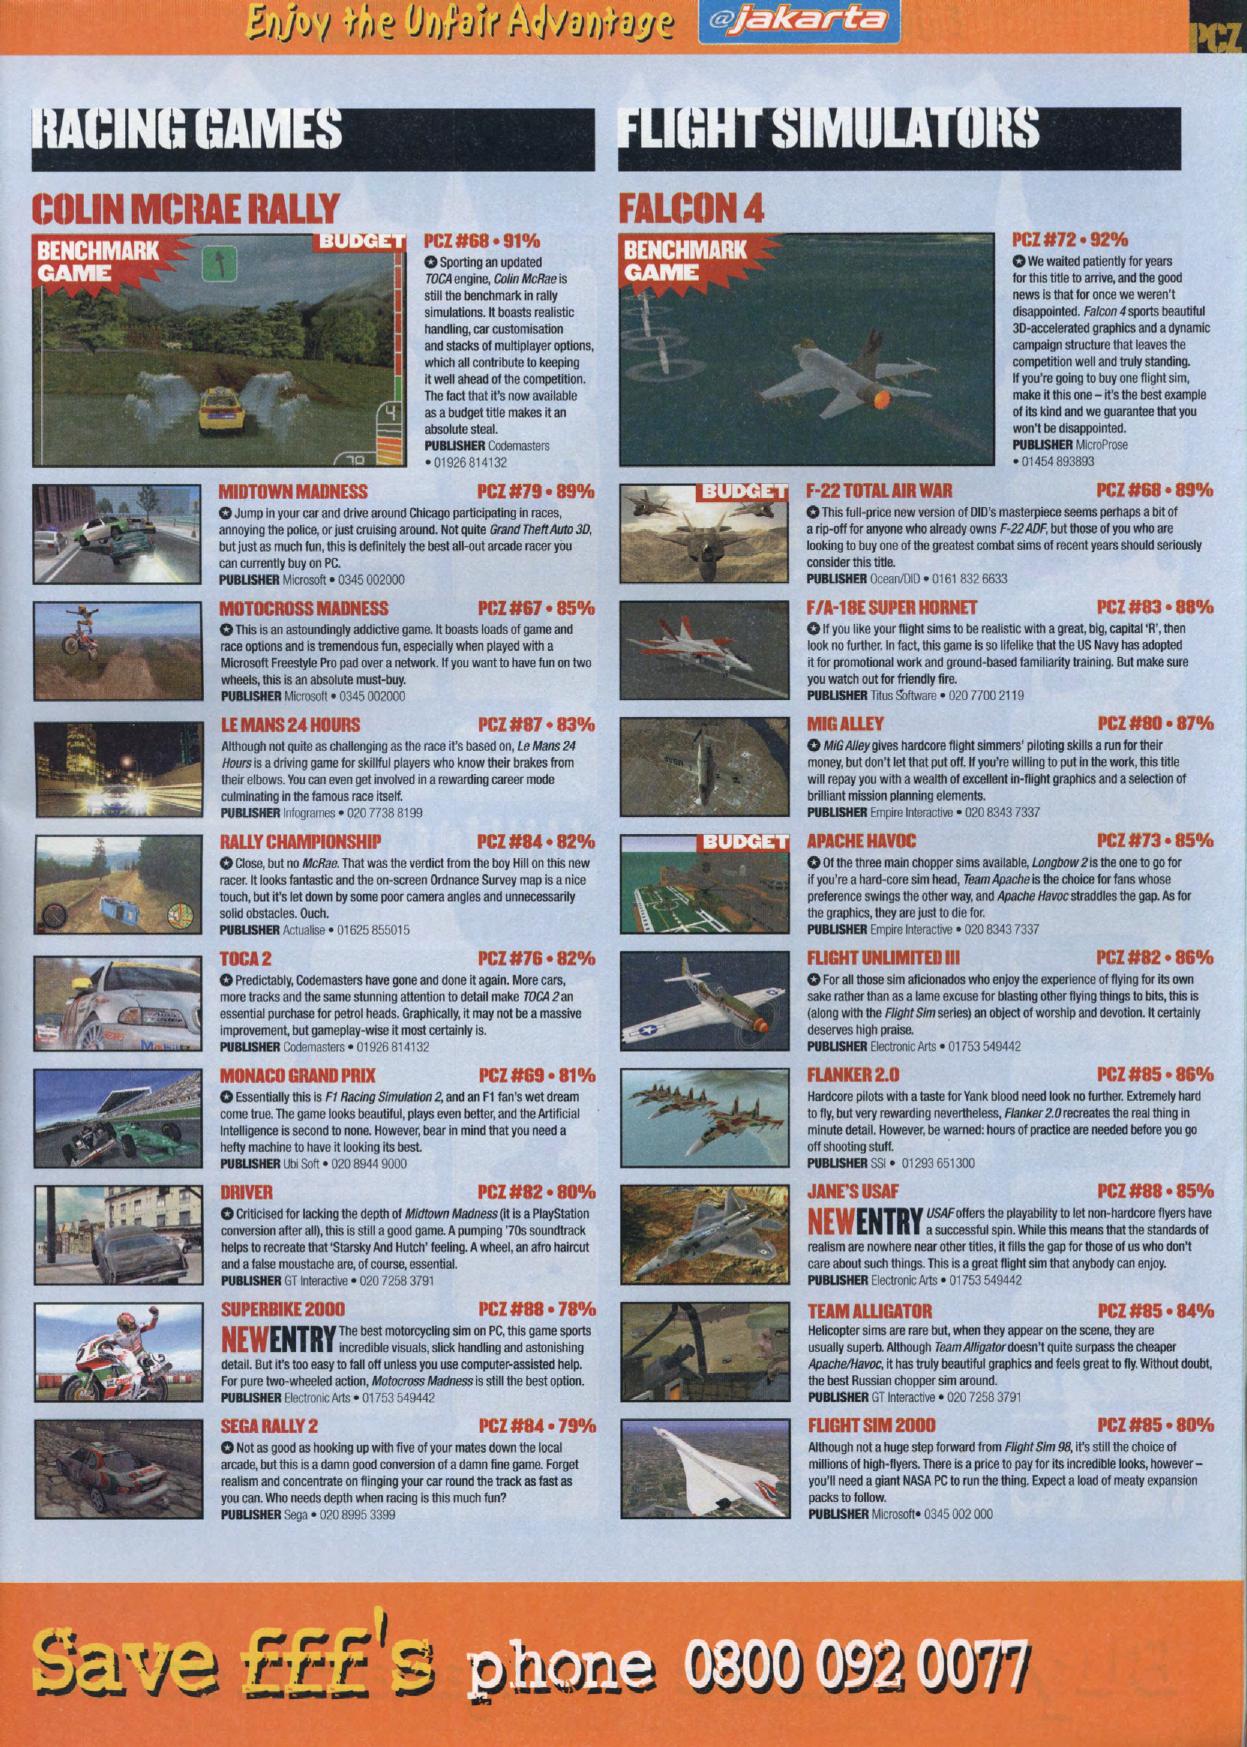 Enjoy the Unfair Advantage
@jakarta
PCZ
RACING GAMES
COLIN MCRAE RALLY
BENCHMARK
GAME
BUDGET
PCZ #68 • 91%
✪ Sporting an updated
TOCA engine, Colin McRae is
still the benchmark in rally
simulations. It boasts realistic
handling, car customisation
and stacks of multiplayer options,
which all contribute to keeping
it well ahead of the competition.
The fact that it's now available
as a budget title makes it an
absolute steal.
PUBLISHER Codemasters
• 01926 814132
MIDTOWN MADNESS PCZ #79 • 89%
✪ Jump in your car and drive around Chicago participating in races,
annoying the police, or just cruising around. Not quite Grand Theft Auto 3D,
but just as much fun, this is definitely the best all-out arcade racer you
can currently buy on PC.
PUBLISHER Microsoft • 0345 002000
MOTOCROSS MADNESS PCZ #67 • 85%
✪ This is an astoundingly addictive game. It boasts loads of game and
race options and is tremendous fun, especially when played with a
Microsoft Freestyle Pro pad over a network. If you want to have fun on two
wheels, this is an absolute must-buy.
PUBLISHER Microsoft • 0345 002000
LE MANS 24 HOURS PCZ #87 • 83%
Although not quite as challenging as the race it's based on, Le Mans 24
Hours is a driving game for skillful players who know their brakes from
their elbows. You can even get involved in a rewarding career mode
culminating in the famous race itself.
PUBLISHER Infogrames • 020 7738 8199
RALLY CHAMPIONSHIP PCZ #84 • 82%
✪ Close, but no McRae. That was the verdict from the boy Hill on this new
racer. It looks fantastic and the on-screen Ordnance Survey map is a nice
touch, but it's let down by some poor camera angles and unnecessarily
solid obstacles. Ouch.
PUBLISHER Actualise • 01625 855015
TOCA 2 PCZ #76 • 82%
✪ Predictably, Codemasters have gone and done it again. More cars,
more tracks and the same stunning attention to detail make TOCA 2 an
essential purchase for petrol heads. Graphically, it may not be a massive
improvement, but gameplay-wise it most certainly is.
PUBLISHER Codemasters • 01926 814132
MONACO GRAND PRIX PCZ #69 • 81%
✪ Essentially this is F1 Racing Simulation 2, and an F1 fan's wet dream
come true. The game looks beautiful, plays even better, and the Artificial
Intelligence is second to none. However, bear in mind that you need a
hefty machine to have it looking its best.
PUBLISHER Ubi Soft • 020 8944 9000
DRIVER PCZ #82 • 80%
✪ Criticised for lacking the depth of Midtown Madness (it is a PlayStation
conversion after all), this is still a good game. A pumping '70s soundtrack
helps to recreate that 'Starsky And Hutch' feeling. A wheel, an afro haircut
and a false moustache are, of course, essential.
PUBLISHER GT Interactive • 020 7258 3791
SUPERBIKE 2000 PCZ #88 • 78%
NEW ENTRY The best motorcycling sim on PC, this game sports
incredible visuals, slick handling and astonishing
detail. But it's too easy to fall off unless you use computer-assisted help.
For pure two-wheeled action, Motocross Madness is still the best option.
PUBLISHER Electronic Arts • 01753 549442
SEGA RALLY 2 PCZ #84 • 79%
✪ Not as good as hooking up with five of your mates down the local
arcade, but this is a damn good conversion of a damn fine game. Forget
realism and concentrate on flinging your car round the track as fast as
you can. Who needs depth when racing is this much fun?
PUBLISHER Sega • 020 8995 3399
FLIGHT SIMULATORS
FALCON 4
BENCHMARK
GAME
PCZ #72 • 92%
✪ We waited patiently for years
for this title to arrive, and the good
news is that for once we weren't
disappointed. Falcon 4 sports beautiful
3D-accelerated graphics and a dynamic
campaign structure that leaves the
competition well and truly standing.
If you're going to buy one flight sim,
make it this one – it's the best example
of its kind and we guarantee that you
won't be disappointed.
PUBLISHER MicroProse
• 01454 893893
BUDGET
F-22 TOTAL AIR WAR PCZ #68 • 89%
✪ This full-price new version of DID's masterpiece seems perhaps a bit of
a rip-off for anyone who already owns F-22 ADF, but those of you who are
looking to buy one of the greatest combat sims of recent years should seriously
consider this title.
PUBLISHER Ocean/DID • 0161 832 6633
F/A-18E SUPER HORNET PCZ #83 • 88%
✪ If you like your flight sims to be realistic with a great, big, capital 'R', then
look no further. In fact, this game is so lifelike that the US Navy has adopted
it for promotional work and ground-based familiarity training. But make sure
you watch out for friendly fire.
PUBLISHER Titus Software • 020 7700 2119
MIG ALLEY PCZ #80 • 87%
✪ MiG Alley gives hardcore flight simmers' piloting skills a run for their
money, but don't let that put off. If you're willing to put in the work, this title
will repay you with a wealth of excellent in-flight graphics and a selection of
brilliant mission planning elements.
PUBLISHER Empire Interactive • 020 8343 7337
BUDGET
APACHE HAVOC PCZ #73 • 85%
✪ Of the three main chopper sims available, Longbow 2 is the one to go for
if you're a hard-core sim head, Team Apache is the choice for fans whose
preference swings the other way, and Apache Havoc straddles the gap. As for
the graphics, they are just to die for.
PUBLISHER Empire Interactive • 020 8343 7337
FLIGHT UNLIMITED III PCZ #82 • 86%
✪ For all those sim aficionados who enjoy the experience of flying for its own
sake rather than as a lame excuse for blasting other flying things to bits, this is
(along with the Flight Sim series) an object of worship and devotion. It certainly
deserves high praise.
PUBLISHER Electronic Arts • 01753 549442
FLANKER 2.0 PCZ #85 • 86%
Hardcore pilots with a taste for Yank blood need look no further. Extremely hard
to fly, but very rewarding nevertheless, Flanker 2.0 recreates the real thing in
minute detail. However, be warned: hours of practice are needed before you go
off shooting stuff.
PUBLISHER SSI • 01293 651300
JANE'S USAF PCZ #88 • 85%
NEW ENTRY USAF offers the playability to let non-hardcore flyers have
a successful spin. While this means that the standards of
realism are nowhere near other titles, it fills the gap for those of us who don't
care about such things. This is a great flight sim that anybody can enjoy.
PUBLISHER Electronic Arts • 01753 549442
TEAM ALLIGATOR PCZ #85 • 84%
Helicopter sims are rare but, when they appear on the scene, they are
usually superb. Although Team Alligator doesn't quite surpass the cheaper
Apache/Havoc, it has truly beautiful graphics and feels great to fly. Without doubt,
the best Russian chopper sim around.
PUBLISHER GT Interactive • 020 7258 3791
FLIGHT SIM 2000 PCZ #85 • 80%
Although not a huge step forward from Flight Sim 98, it's still the choice of
millions of high-flyers. There is a price to pay for its incredible looks, however –
you'll need a giant NASA PC to run the thing. Expect a load of meaty expansion
packs to follow.
PUBLISHER Microsoft • 0345 002 000
Save fff's phone 0800 092 0077